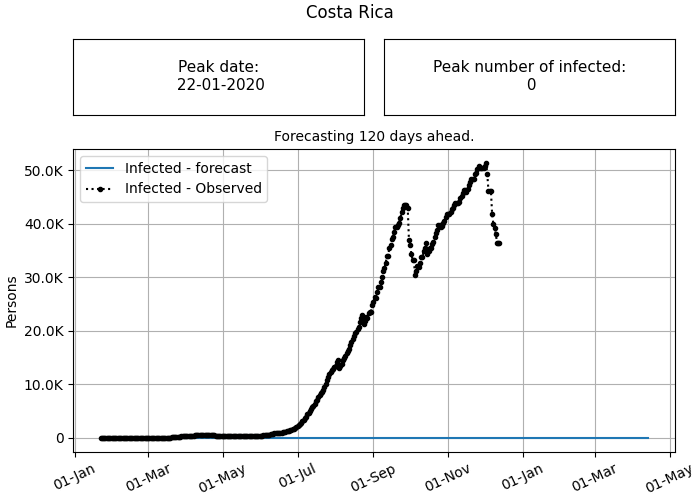 Costa Rica
Peak date:
22-01-2020
Peak number of infected:
0
Forecasting 120 days ahead.
Infected - forecast
Infected - Observed
Persons
50.0K
40.0K
30.0K
20.0K
10.0K
0
01-Jan
01-Mar
01-May
01-Jul
01-Sep
01-Nov
01-Jan
01-Mar
01-May